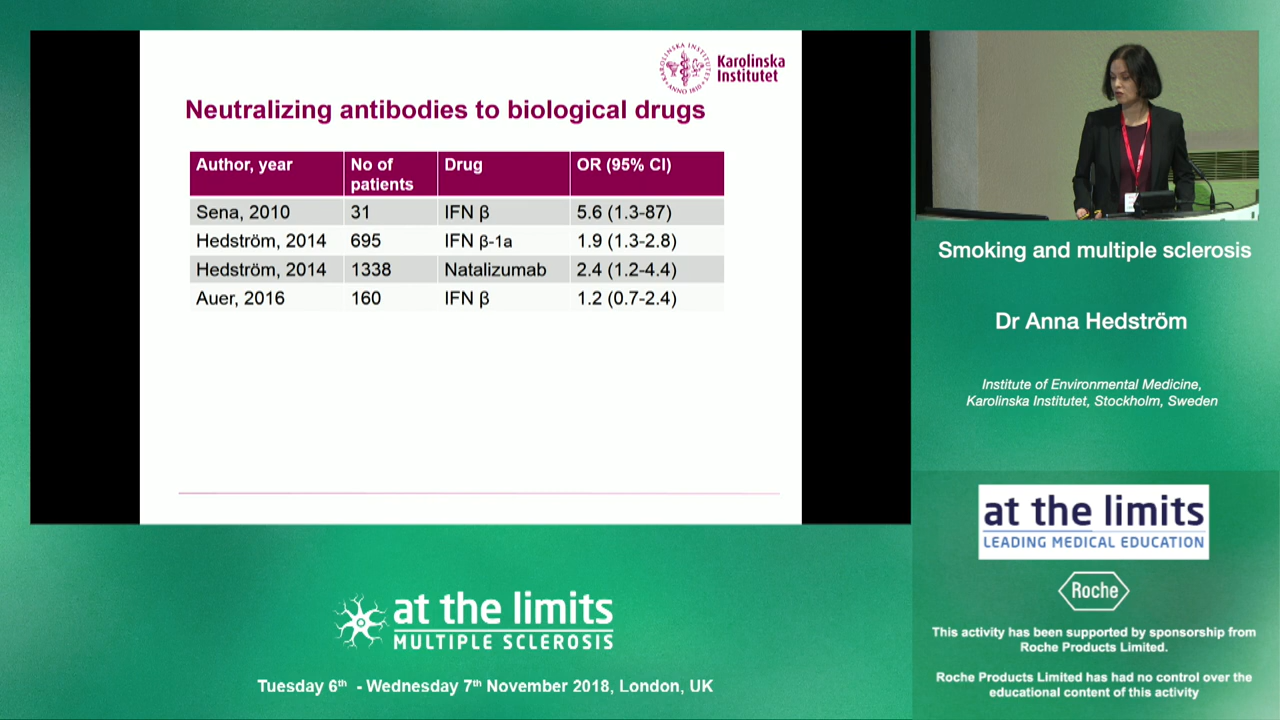 Karolinska
Institutet
KAROLINSKA INSTITUTET
ANNO 1810
Neutralizing antibodies to biological drugs
Author, year No of patients Drug OR (95% CI)
Sena, 2010 31 IFN β 5.6 (1.3-87)
Hedström, 2014 695 IFN β-1a 1.9 (1.3-2.8)
Hedström, 2014 1338 Natalizumab 2.4 (1.2-4.4)
Auer, 2016 160 IFN β 1.2 (0.7-2.4)
Smoking and multiple sclerosis
Dr Anna Hedström
Institute of Environmental Medicine,
Karolinska Institutet, Stockholm, Sweden
at the limits
LEADING MEDICAL EDUCATION
Roche
This activity has been supported by sponsorship from
Roche Products Limited.
Roche Products Limited has had no control over the
educational content of this activity
at the limits
MULTIPLE SCLEROSIS
Tuesday 6th - Wednesday 7th November 2018, London, UK